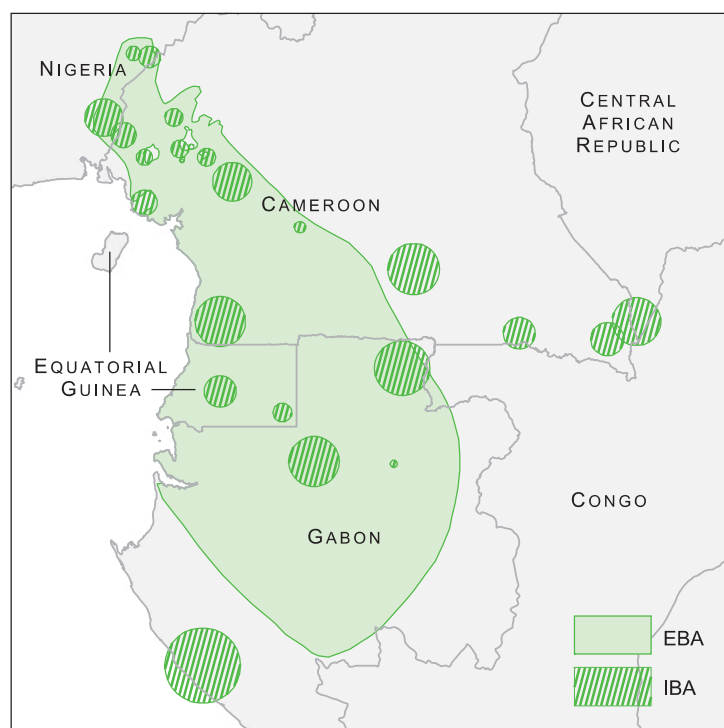 NIGERIA
CENTRAL
AFRICAN
REPUBLIC
CAMEROON
EQUATORIAL
GUINEA
CONGO
GABON
EBA
IBA